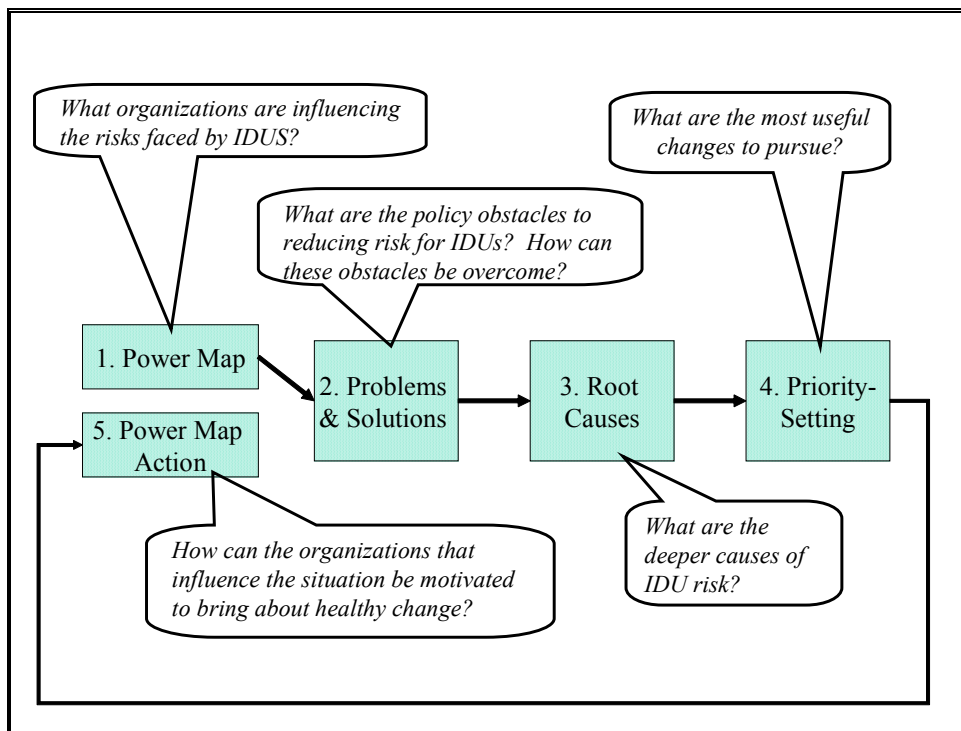 What organizations are influencing
the risks faced by IDUS?
What are the most useful
changes to pursue?
What are the policy obstacles to
reducing risk for IDUs?  How can
these obstacles be overcome?
1. Power Map
2. Problems
& Solutions
3. Root
Causes
4. Priority-
Setting
5. Power Map
Action
How can the organizations that
influence the situation be motivated
to bring about healthy change?
What are the
deeper causes of
IDU risk?